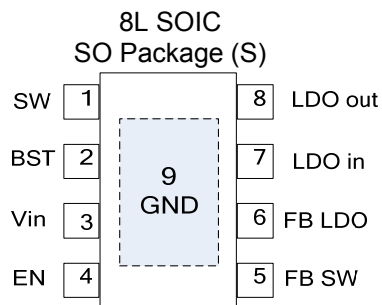 8L SOIC
SO Package (S)
SW 1 8 LDO out
BST 2 7 LDO in
9
GND
Vin 3 6 FB LDO
EN 4 5 FB SW